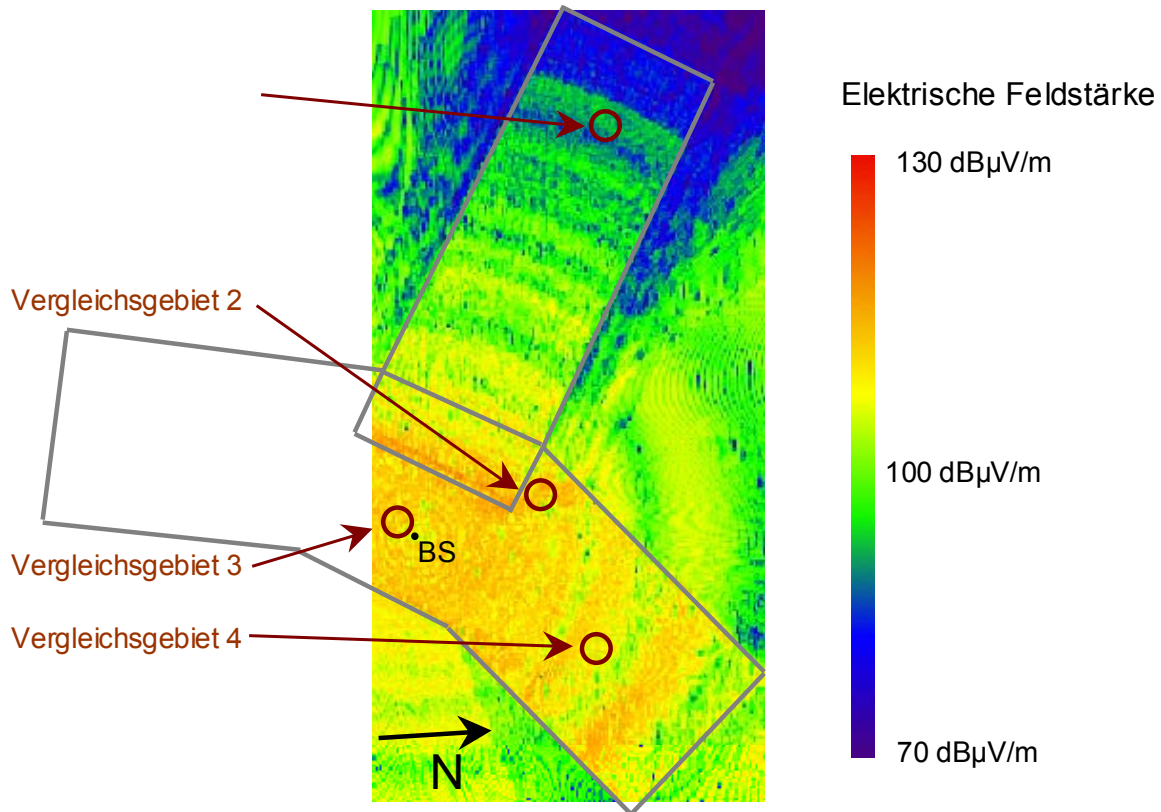 Elektrische Feldstärke
130 dBµV/m
Vergleichsgebiet 2
100 dBµV/m
BS
Vergleichsgebiet 3
Vergleichsgebiet 4
N
70 dBµV/m